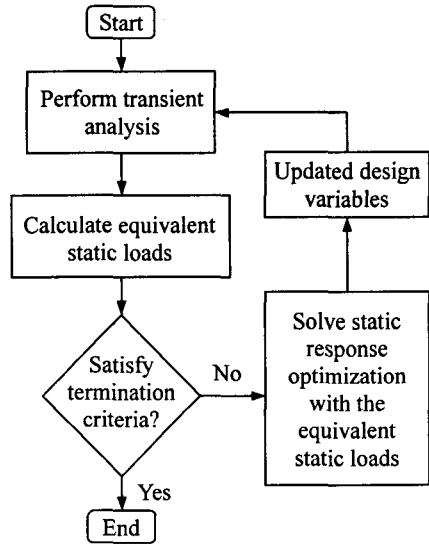 Start
Perform transient
analysis
Calculate equivalent
static loads
Satisfy
termination
criteria?
No
Yes
End
Solve static
response
optimization
with the
equivalent
static loads
Updated design
variables